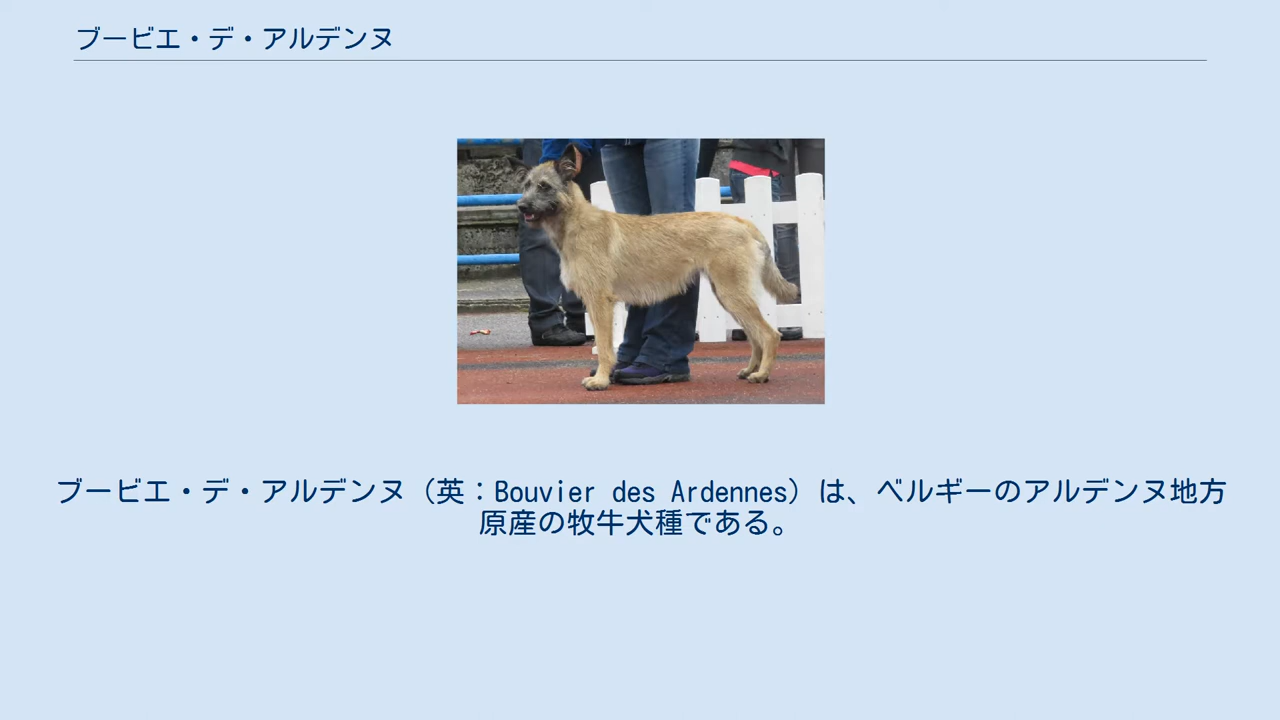 ブービエ・デ・アルデンヌ
ブービエ・デ・アルデンヌ（英：Bouvier des Ardennes）は、ベルギーのアルデンヌ地方
原産の牧牛犬種である。